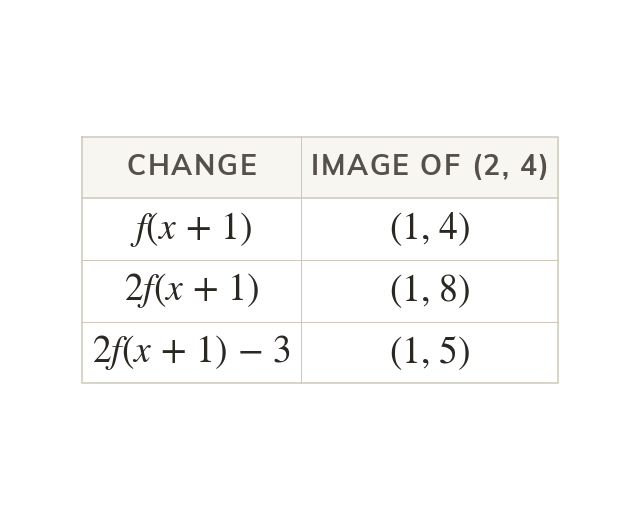 CHANGE IMAGE OF (2, 4)
f(x + 1) (1, 4)
2f(x + 1) (1, 8)
2f(x + 1) − 3 (1, 5)